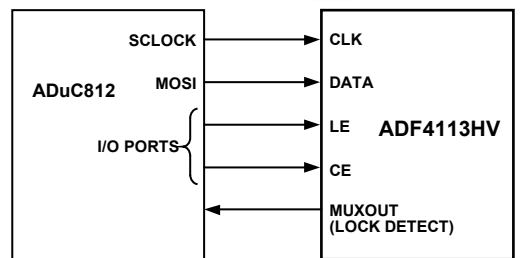 SCLOCK
CLK
MOSI
DATA
ADuC812
LE
ADF4113HV
I/O PORTS
CE
MUXOUT
(LOCK DETECT)